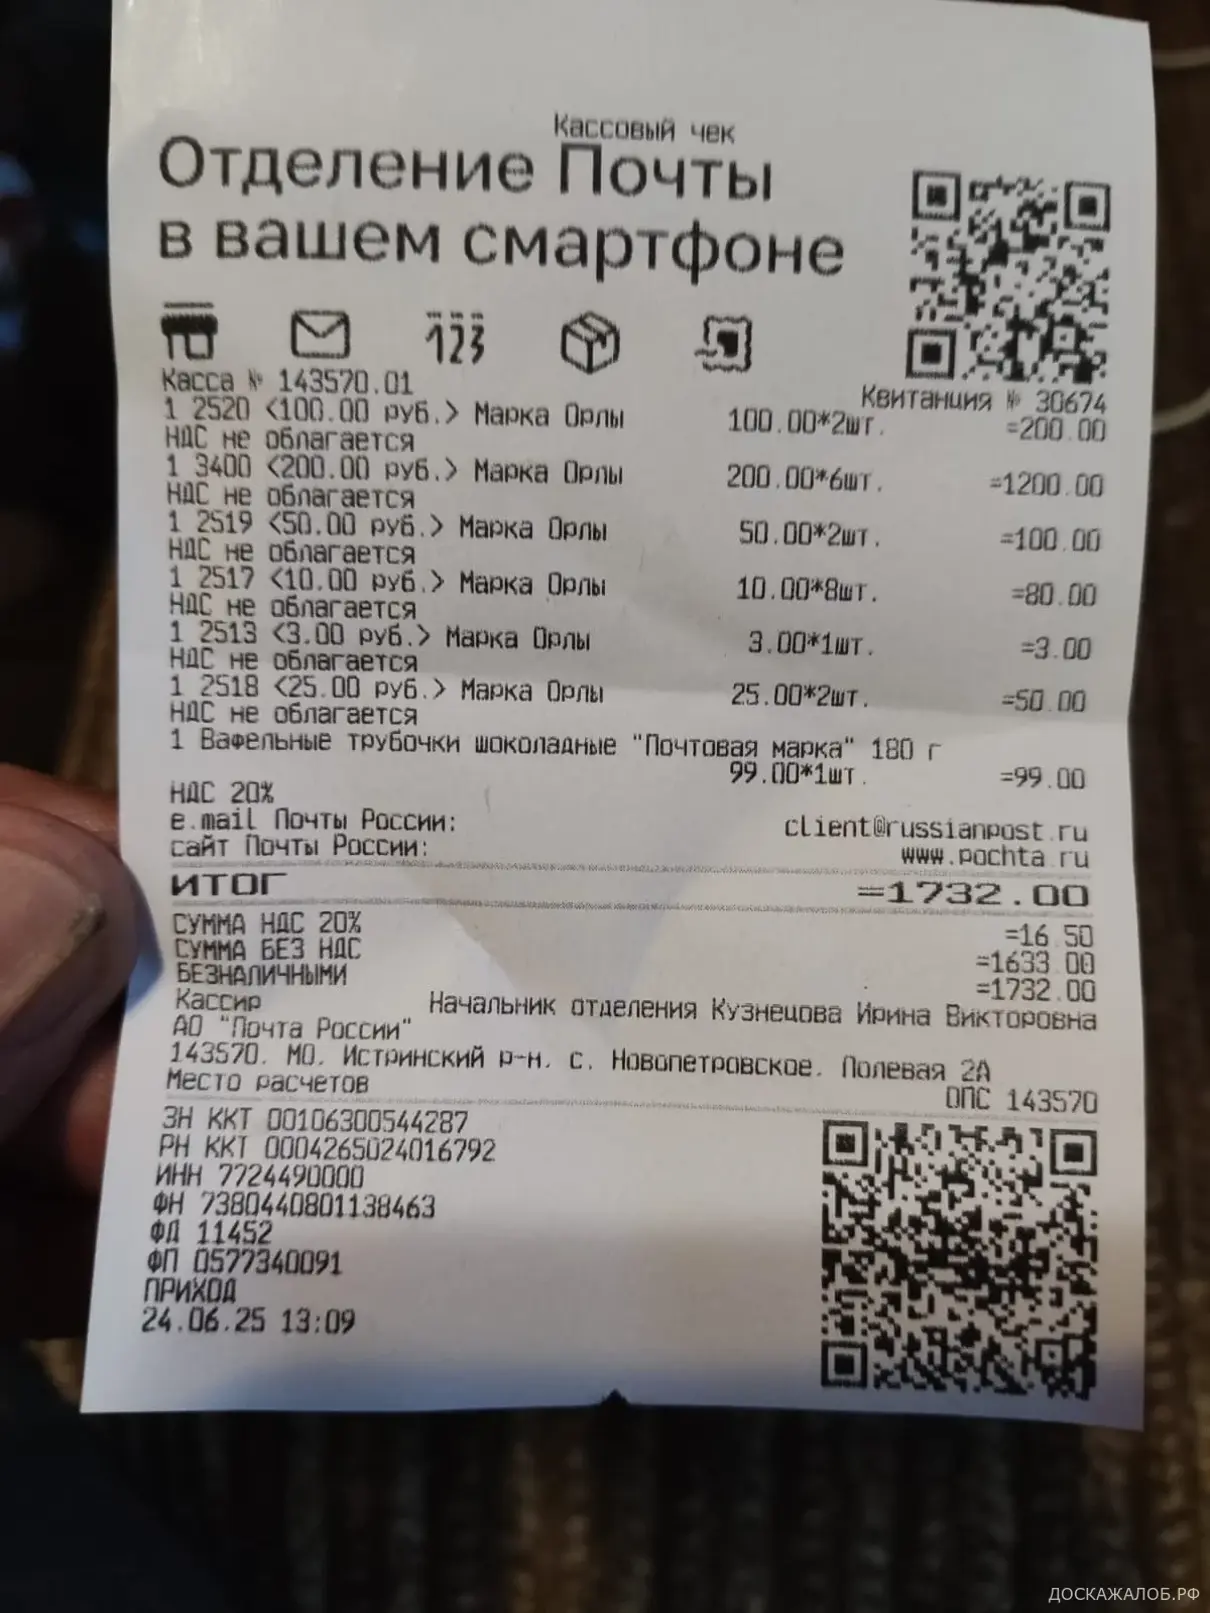 Кассовый чек
Отделение Почты
в вашем смартфоне
123
Касса № 143570.01
Квитанция № 30674
1 2520 <100.00 руб.> Марка Орлы 100.00*2шт. =200.00
НДС не облагается
1 3400 <200.00 руб.> Марка Орлы 200.00*6шт. =1200.00
НДС не облагается
1 2519 <50.00 руб.> Марка Орлы 50.00*2шт. =100.00
НДС не облагается
1 2517 <10.00 руб.> Марка Орлы 10.00*8шт. =80.00
НДС не облагается
1 2513 <3.00 руб.> Марка Орлы 3.00*1шт. =3.00
НДС не облагается
1 2518 <25.00 руб.> Марка Орлы 25.00*2шт. =50.00
НДС не облагается
1 Вафельные трубочки шоколадные "Почтовая марка" 180 г
99.00*1шт. =99.00
НДС 20%
e.mail Почты России: client@russianpost.ru
сайт Почты России: www.pochta.ru
ИТОГ =1732.00
СУММА НДС 20% =16.50
СУММА БЕЗ НДС =1633.00
БЕЗНАЛИЧНЫМИ =1732.00
Кассир Начальник отделения Кузнецова Ирина Викторовна
АО "Почта России"
143570. МО. Истринский р-н. с. Новопетровское. Полевая 2А
Место расчетов ОПС 143570
ЗН ККТ 00106300544287
РН ККТ 0004265024016792
ИНН 7724490000
ФН 7380440801138463
ФД 11452
ФП 0577340091
ПРИХОД
24.06.25 13:09
ДОСКАЖАЛОБ.РФ